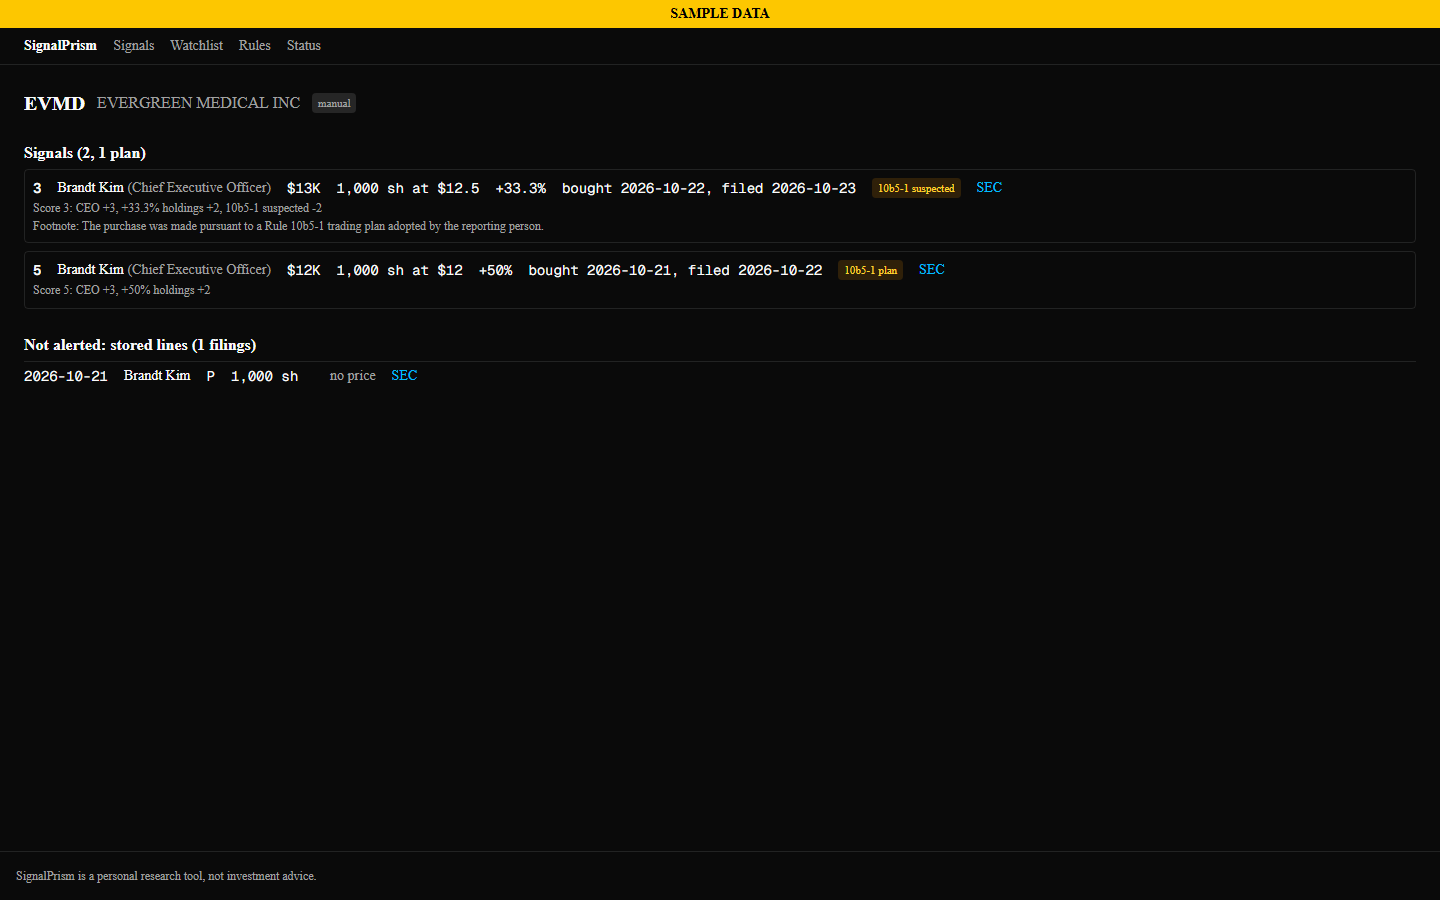 SAMPLE DATA
SignalPrism Signals Watchlist Rules Status
EVMD EVERGREEN MEDICAL INC manual
Signals (2, 1 plan)
3 Brandt Kim (Chief Executive Officer) $13K 1,000 sh at $12.5 +33.3% bought 2026-10-22, filed 2026-10-23 10b5-1 suspected SEC
Score 3: CEO +3, +33.3% holdings +2, 10b5-1 suspected -2
Footnote: The purchase was made pursuant to a Rule 10b5-1 trading plan adopted by the reporting person.
5 Brandt Kim (Chief Executive Officer) $12K 1,000 sh at $12 +50% bought 2026-10-21, filed 2026-10-22 10b5-1 plan SEC
Score 5: CEO +3, +50% holdings +2
Not alerted: stored lines (1 filings)
2026-10-21 Brandt Kim P 1,000 sh no price SEC
SignalPrism is a personal research tool, not investment advice.